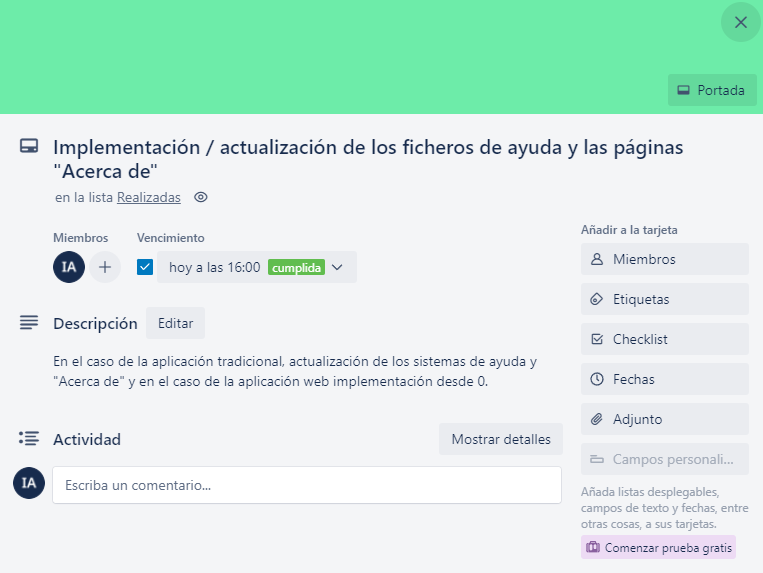 Portada
Implementación / actualización de los ficheros de ayuda y las páginas
"Acerca de"
en la lista Realizadas
Miembros
Vencimiento
IA
hoy a las 16:00 cumplida
Descripción
Editar
En el caso de la aplicación tradicional, actualización de los sistemas de ayuda y
"Acerca de" y en el caso de la aplicación web implementación desde 0.
Actividad
Mostrar detalles
IA
Escriba un comentario...
Añadir a la tarjeta
Miembros
Etiquetas
Checklist
Fechas
Adjunto
Campos personali...
Añada listas desplegables,
campos de texto y fechas, entre
otras cosas, a sus tarjetas.
Comenzar prueba gratis